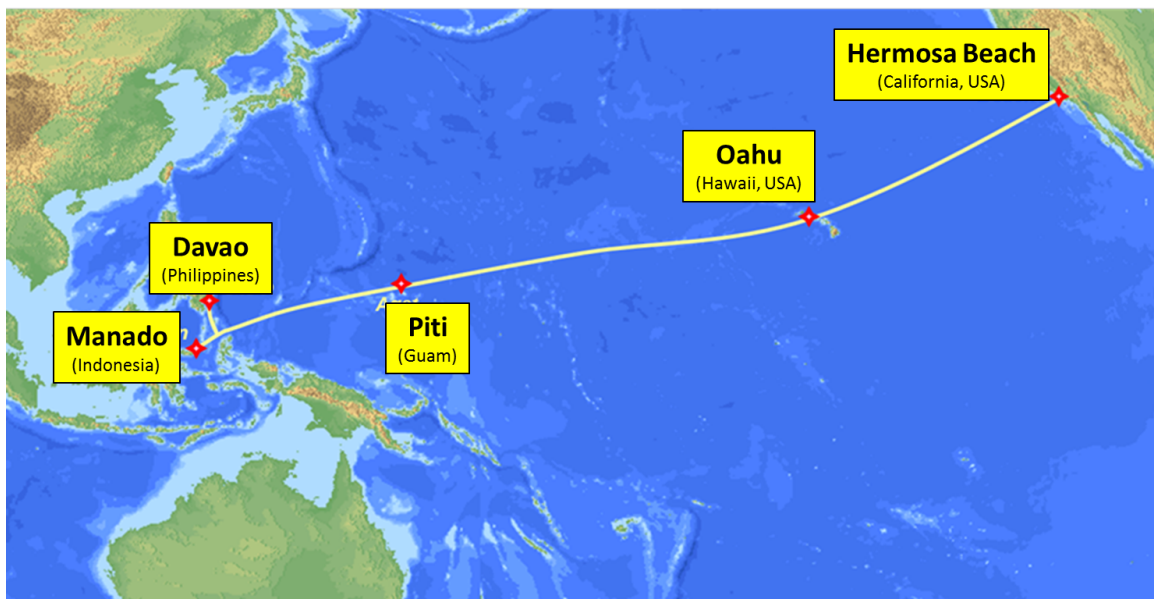 Hermosa Beach
(California, USA)
Oahu
(Hawaii, USA)
Davao
(Philippines)
Manado
(Indonesia)
Piti
(Guam)